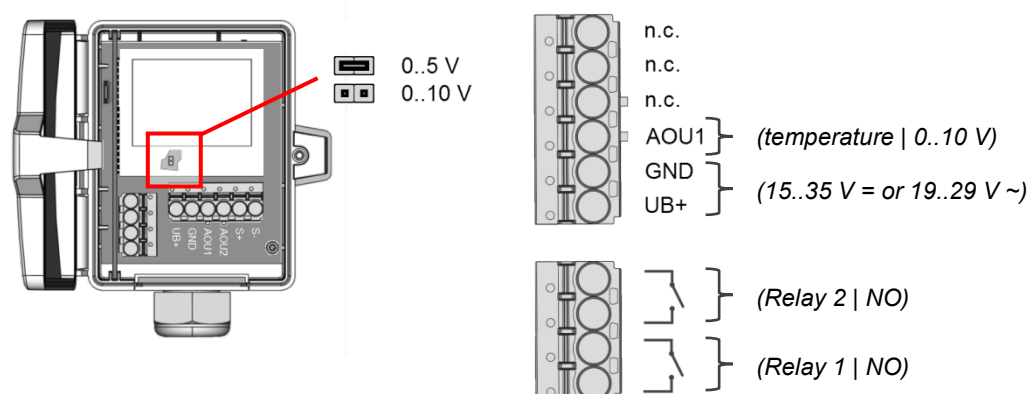 0..5 V
0..10 V
UB+
GND
AOU1
AOU2
S+
S-
n.c.
n.c.
n.c.
AOU1 (temperature | 0..10 V)
GND
UB+
(15..35 V = or 19..29 V ~)
(Relay 2 | NO)
(Relay 1 | NO)